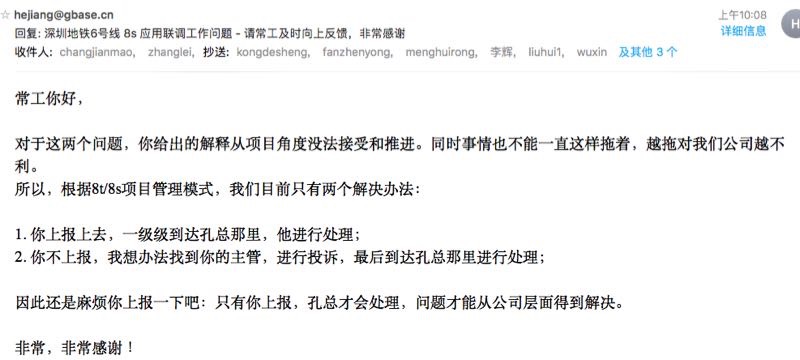 hejiang@gbase.cn
上午10:08
回复: 深圳地铁6号线 8s 应用联调工作问题 - 请常工及时向上反馈，非常感谢
详细信息
H
收件人: changjianmao, zhanglei, 抄送: kongdesheng, fanzhenyong, menghuirong, 李辉, liuhui1, wuxin 及其他 3 个
常工你好，
对于这两个问题，你给出的解释从项目角度没法接受和推进。同时事情也不能一直这样拖着，越拖对我们公司越不
利。
所以，根据8t/8s项目管理模式，我们目前只有两个解决办法：
1. 你上报上去，一级级到达孔总那里，他进行处理；
2. 你不上报，我想办法找到你的主管，进行投诉，最后到达孔总那里进行处理；
因此还是麻烦你上报一下吧：只有你上报，孔总才会处理，问题才能从公司层面得到解决。
非常，非常感谢！